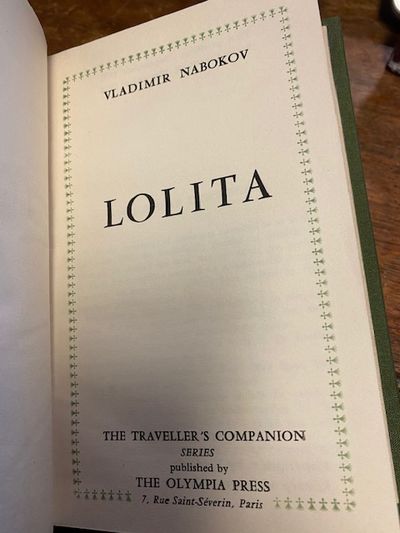 VLADIMIR NABOKOV
LOLITA
THE TRAVELLER'S COMPANION
SERIES
published by
THE OLYMPIA PRESS
7, Rue Saint-Séverin, Paris